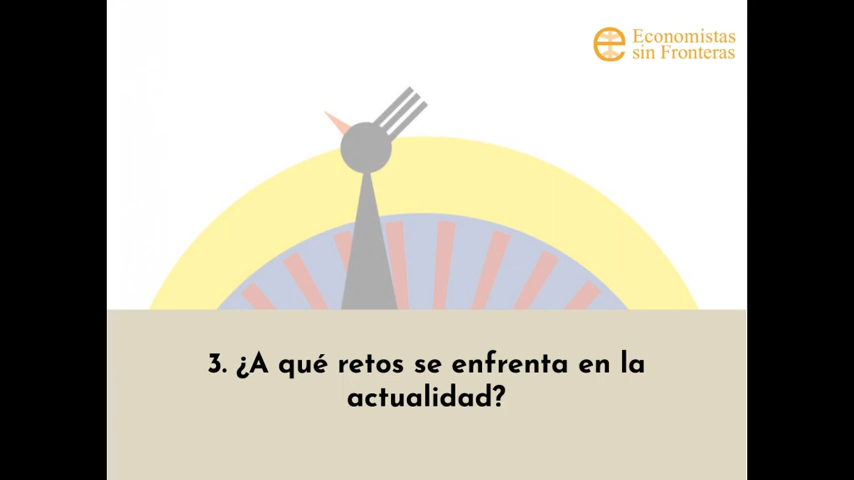 Economistas
sin Fronteras
3. ¿A qué retos se enfrenta en la
actualidad?